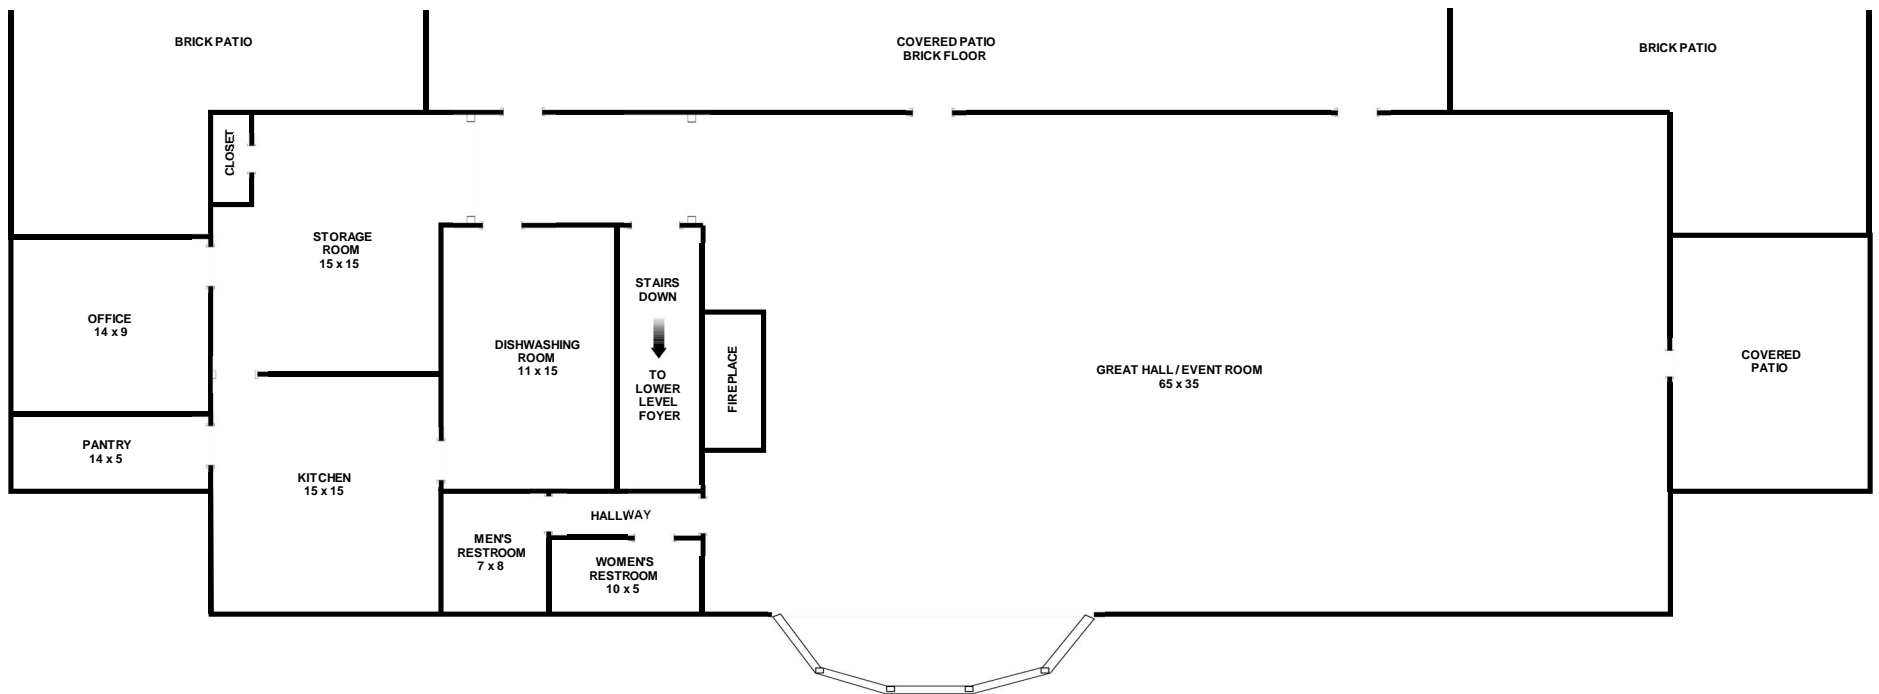 BRICK PATIO
COVERED PATIO
BRICK FLOOR
BRICK PATIO
CLOSET
STORAGE
ROOM
15 x 15
OFFICE
14 x 9
STAIRS
DOWN
TO
LOWER
LEVEL
FOYER
DISHWASHING
ROOM
11 x 15
FIREPLACE
GREAT HALL / EVENT ROOM
65 x 35
COVERED
PATIO
PANTRY
14 x 5
KITCHEN
15 x 15
HALLWAY
MEN'S
RESTROOM
7 x 8
WOMEN'S
RESTROOM
10 x 5